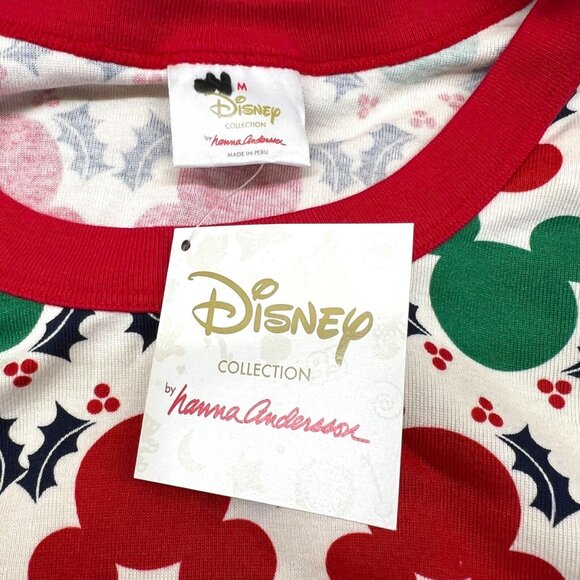 M
Disney
COLLECTION
by hanna Andersson
MADE IN PERU
Disney
COLLECTION
by hanna Andersson